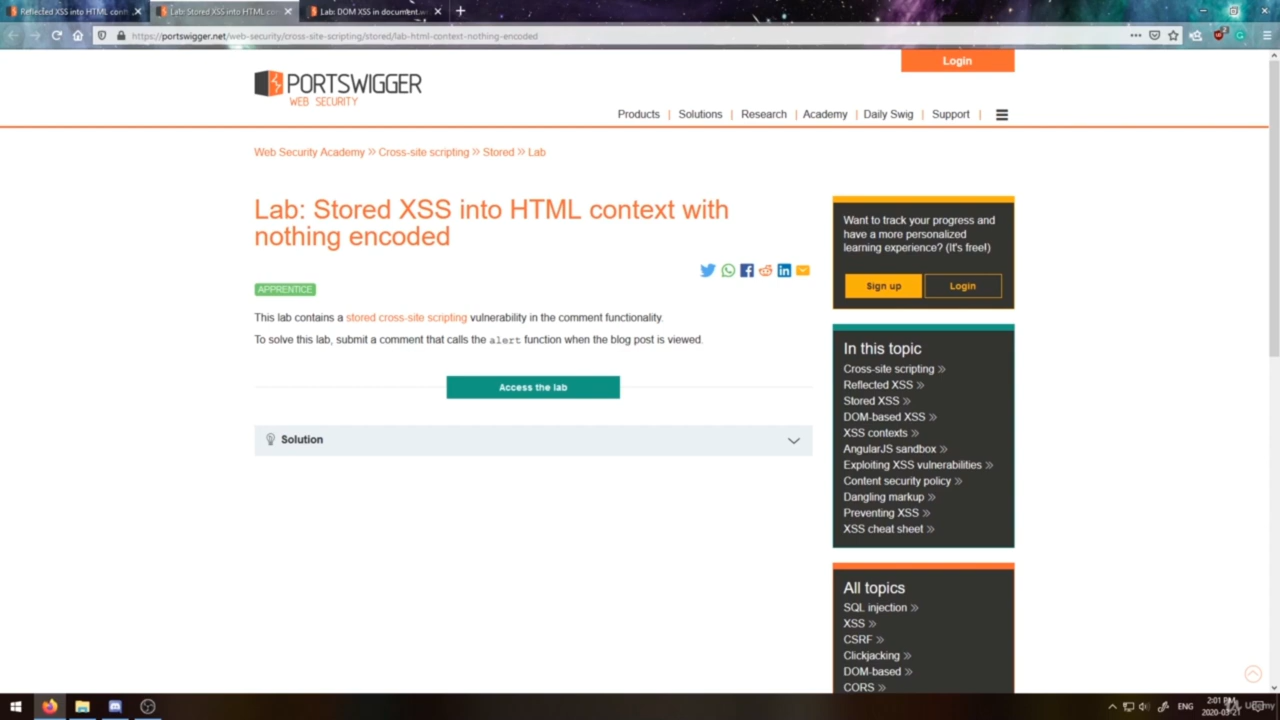 Reflected XSS into HTML cont
Lab: Stored XSS into HTML co
Lab: DOM XSS in document.w
https://portswigger.net/web-security/cross-site-scripting/stored/lab-html-context-nothing-encoded
Login
PORTSWIGGER
WEB SECURITY
Products | Solutions | Research | Academy | Daily Swig | Support |
Web Security Academy » Cross-site scripting » Stored » Lab
Lab: Stored XSS into HTML context with
nothing encoded
APPRENTICE
This lab contains a stored cross-site scripting vulnerability in the comment functionality.
To solve this lab, submit a comment that calls the alert function when the blog post is viewed.
Access the lab
Solution
Want to track your progress and
have a more personalized
learning experience? (It's free!)
Sign up
Login
In this topic
Cross-site scripting »
Reflected XSS »
Stored XSS »
DOM-based XSS »
XSS contexts »
AngularJS sandbox »
Exploiting XSS vulnerabilities »
Content security policy »
Dangling markup »
Preventing XSS »
XSS cheat sheet »
All topics
SQL injection »
XSS »
CSRF »
Clickjacking »
DOM-based »
CORS »
ENG
2:01 PM
2020-03-21
Udemy